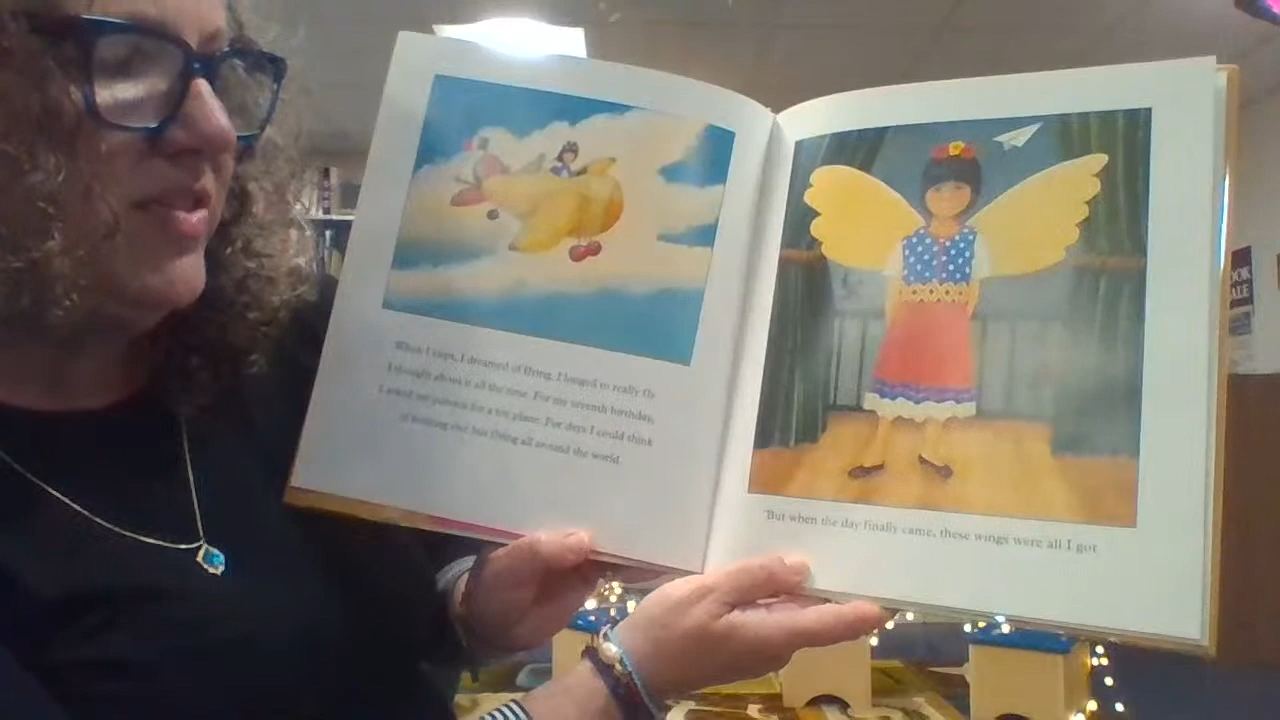 When I slept, I dreamed of flying. I longed to really fly
I thought about it all the time. For my seventh birthday,
I asked my parents for a toy plane. For days I could think
of nothing else but flying all around the world.
But when the day finally came, these wings were all I got